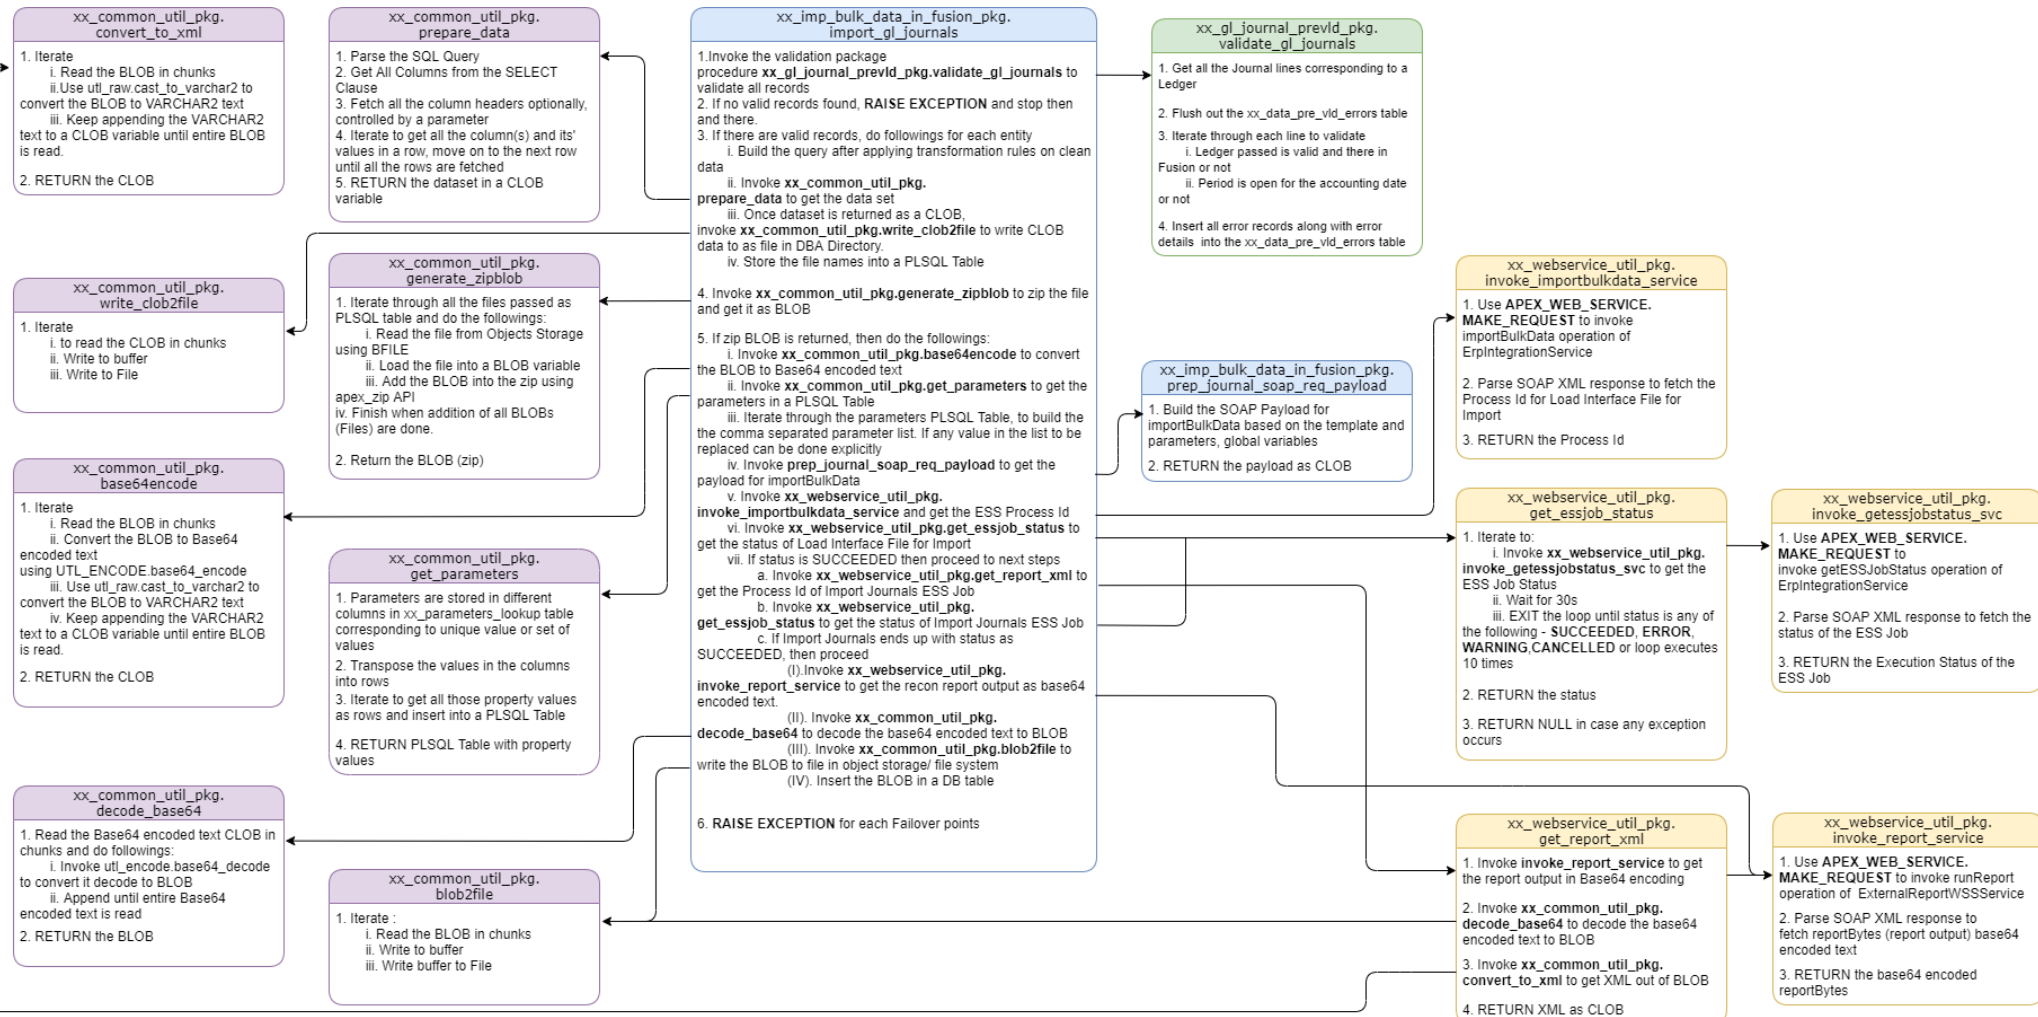 xx_common_util_pkg.
convert_to_xml
1. Iterate
i. Read the BLOB in chunks
ii.Use utl_raw.cast_to_varchar2 to
convert the BLOB to VARCHAR2 text
iii. Keep appending the VARCHAR2
text to a CLOB variable until entire BLOB
is read.
2. RETURN the CLOB
xx_common_util_pkg.
write_clob2file
1. Iterate
i. to read the CLOB in chunks
ii. Write to buffer
iii. Write to File
xx_common_util_pkg.
base64encode
1. Iterate
i. Read the BLOB in chunks
ii. Convert the BLOB to Base64
encoded text
using UTL_ENCODE.base64_encode
iii. Use utl_raw.cast_to_varchar2 to
convert the BLOB to VARCHAR2 text
iv. Keep appending the VARCHAR2
text to a CLOB variable until entire BLOB
is read.
2. RETURN the CLOB
xx_common_util_pkg.
decode_base64
1. Read the Base64 encoded text CLOB in
chunks and do followings:
i. Invoke utl_encode.base64_decode
to convert it decode to BLOB
ii. Append until entire Base64
encoded text is read
2. RETURN the BLOB
xx_common_util_pkg.
prepare_data
1. Parse the SQL Query
2. Get All Columns from the SELECT
Clause
3. Fetch all the column headers optionally,
controlled by a parameter
4. Iterate to get all the column(s) and its'
values in a row, move on to the next row
until all the rows are fetched
5. RETURN the dataset in a CLOB
variable
xx_common_util_pkg.
generate_zipblob
1. Iterate through all the files passed as
PLSQL table and do the followings:
i. Read the file from Objects Storage
using BFILE
ii. Load the file into a BLOB variable
iii. Add the BLOB into the zip using
apex_zip API
iv. Finish when addition of all BLOBs
(Files) are done.
2. Return the BLOB (zip)
xx_common_util_pkg.
get_parameters
1. Parameters are stored in different
columns in xx_parameters_lookup table
corresponding to unique value or set of
values
2. Transpose the values in the columns
into rows
3. Iterate to get all those property values
as rows and insert into a PLSQL Table
4. RETURN PLSQL Table with property
values
xx_common_util_pkg.
blob2file
1. Iterate :
i. Read the BLOB in chunks
ii. Write to buffer
iii. Write buffer to File
xx_imp_bulk_data_in_fusion_pkg.
import_gl_journals
1.Invoke the validation package
procedure xx_gl_journal_prevld_pkg.validate_gl_journals to
validate all records
2. If no valid records found, RAISE EXCEPTION and stop then
and there.
3. If there are valid records, do followings for each entity
i. Build the query after applying transformation rules on clean
data
ii. Invoke xx_common_util_pkg.
prepare_data to get the data set
iii. Once dataset is returned as a CLOB,
invoke xx_common_util_pkg.write_clob2file to write CLOB
data to as file in DBA Directory.
iv. Store the file names into a PLSQL Table
4. Invoke xx_common_util_pkg.generate_zipblob to zip the file
and get it as BLOB
5. If zip BLOB is returned, then do the followings:
i. Invoke xx_common_util_pkg.base64encode to convert
the BLOB to Base64 encoded text
ii. Invoke xx_common_util_pkg.get_parameters to get the
parameters in a PLSQL Table
iii. Iterate through the parameters PLSQL Table, to build the
the comma separated parameter list. If any value in the list to be
replaced can be done explicitly
iv. Invoke prep_journal_soap_req_payload to get the
payload for importBulkData
v. Invoke xx_webservice_util_pkg.
invoke_importbulkdata_service and get the ESS Process Id
vi. Invoke xx_webservice_util_pkg.get_essjob_status to
get the status of Load Interface File for Import
vii. If status is SUCCEEDED then proceed to next steps
a. Invoke xx_webservice_util_pkg.get_report_xml to
get the Process Id of Import Journals ESS Job
b. Invoke xx_webservice_util_pkg.
get_essjob_status to get the status of Import Journals ESS Job
c. If Import Journals ends up with status as
SUCCEEDED, then proceed
(I).Invoke xx_webservice_util_pkg.
invoke_report_service to get the recon report output as base64
encoded text.
(II). Invoke xx_common_util_pkg.
decode_base64 to decode the base64 encoded text to BLOB
(III). Invoke xx_common_util_pkg.blob2file to
write the BLOB to file in object storage/ file system
(IV). Insert the BLOB in a DB table
6. RAISE EXCEPTION for each Failover points
xx_gl_journal_prevld_pkg.
validate_gl_journals
1. Get all the Journal lines corresponding to a
Ledger
2. Flush out the xx_data_pre_vld_errors table
3. Iterate through each line to validate
i. Ledger passed is valid and there in
Fusion or not
ii. Period is open for the accounting date
or not
4. Insert all error records along with error
details into the xx_data_pre_vld_errors table
xx_imp_bulk_data_in_fusion_pkg.
prep_journal_soap_req_payload
1. Build the SOAP Payload for
importBulkData based on the template and
parameters, global variables
2. RETURN the payload as CLOB
xx_webservice_util_pkg.
invoke_importbulkdata_service
1. Use APEX_WEB_SERVICE.
MAKE_REQUEST to invoke
importBulkData operation of
ErpIntegrationService
2. Parse SOAP XML response to fetch the
Process Id for Load Interface File for
Import
3. RETURN the Process Id
xx_webservice_util_pkg.
get_essjob_status
1. Iterate to:
i. Invoke xx_webservice_util_pkg.
invoke_getessjobstatus_svc to get the
ESS Job Status
ii. Wait for 30s
iii. EXIT the loop until status is any of
the following - SUCCEEDED, ERROR,
WARNING,CANCELLED or loop executes
10 times
2. RETURN the status
3. RETURN NULL in case any exception
occurs
xx_webservice_util_pkg.
invoke_getessjobstatus_svc
1. Use APEX_WEB_SERVICE.
MAKE_REQUEST to
invoke getESSJobStatus operation of
ErpIntegrationService
2. Parse SOAP XML response to fetch the
status of the ESS Job
3. RETURN the Execution Status of the
ESS Job
xx_webservice_util_pkg.
get_report_xml
1. Invoke invoke_report_service to get
the report output in Base64 encoding
2. Invoke xx_common_util_pkg.
decode_base64 to decode the base64
encoded text to BLOB
3. Invoke xx_common_util_pkg.
convert_to_xml to get XML out of BLOB
4. RETURN XML as CLOB
xx_webservice_util_pkg.
invoke_report_service
1. Use APEX_WEB_SERVICE.
MAKE_REQUEST to invoke runReport
operation of ExternalReportWSSService
2. Parse SOAP XML response to
fetch reportBytes (report output) base64
encoded text
3. RETURN the base64 encoded
reportBytes